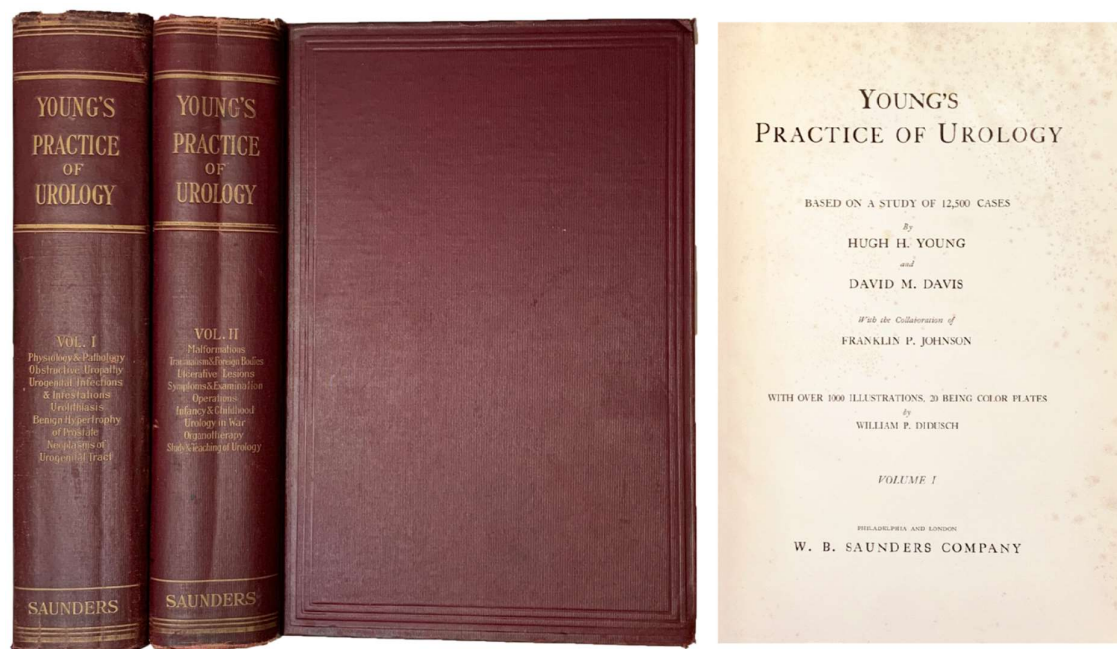 YOUNG'S
PRACTICE
OF
UROLOGY
VOL. I
Physiology & Pathology
Obstructive Uropathy
Urogenital Infections
& Infestations
Urolithiasis
Benign Hypertrophy
of Prostate
Neoplasms of
Urogenital Tract
SAUNDERS
YOUNG'S
PRACTICE
OF
UROLOGY
VOL. II
Malformations
Traumatism & Foreign Bodies
Ulcerative Lesions
Symptoms & Examination
Operations
Infancy & Childhood
Urology in War
Organotherapy
Study & Teaching of Urology
SAUNDERS
YOUNG'S
PRACTICE OF UROLOGY
BASED ON A STUDY OF 12,500 CASES
By
HUGH H. YOUNG
and
DAVID M. DAVIS
With the Collaboration of
FRANKLIN P. JOHNSON
WITH OVER 1000 ILLUSTRATIONS, 20 BEING COLOR PLATES
by
WILLIAM P. DIDUSCH
VOLUME I
PHILADELPHIA AND LONDON
W. B. SAUNDERS COMPANY